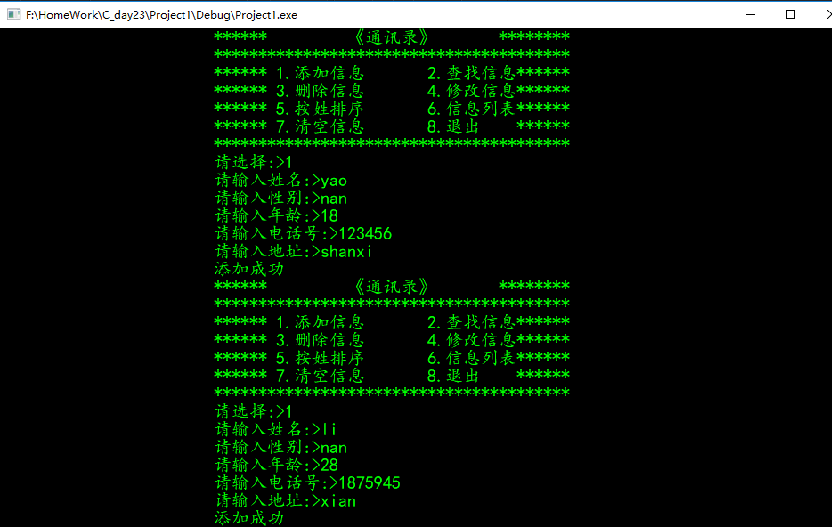 F:\HomeWork\C_day23\Project1\Debug\Project1.exe
****** 《通讯录》 ********
****************************************
****** 1.添加信息 2.查找信息******
****** 3.删除信息 4.修改信息******
****** 5.按姓排序 6.信息列表******
****** 7.清空信息 8.退出 ******
****************************************
请选择:>1
请输入姓名:>yao
请输入性别:>nan
请输入年龄:>18
请输入电话号:>123456
请输入地址:>shanxi
添加成功
****** 《通讯录》 ********
****************************************
****** 1.添加信息 2.查找信息******
****** 3.删除信息 4.修改信息******
****** 5.按姓排序 6.信息列表******
****** 7.清空信息 8.退出 ******
****************************************
请选择:>1
请输入姓名:>li
请输入性别:>nan
请输入年龄:>28
请输入电话号:>1875945
请输入地址:>xian
添加成功